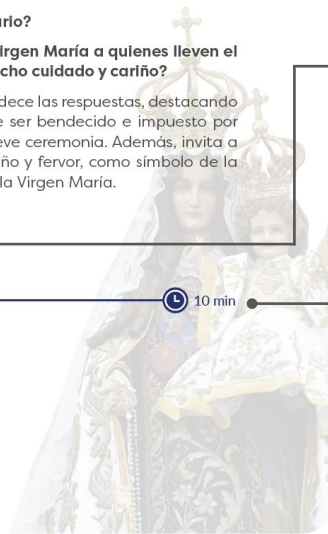 ario?
irgen María a quienes lleven el
cho cuidado y cariño?
dece las respuestas, destacando
e ser bendecido e impuesto por
eve ceremonia. Además, invita a
ño y fervor, como símbolo de la
la Virgen María.
10 min